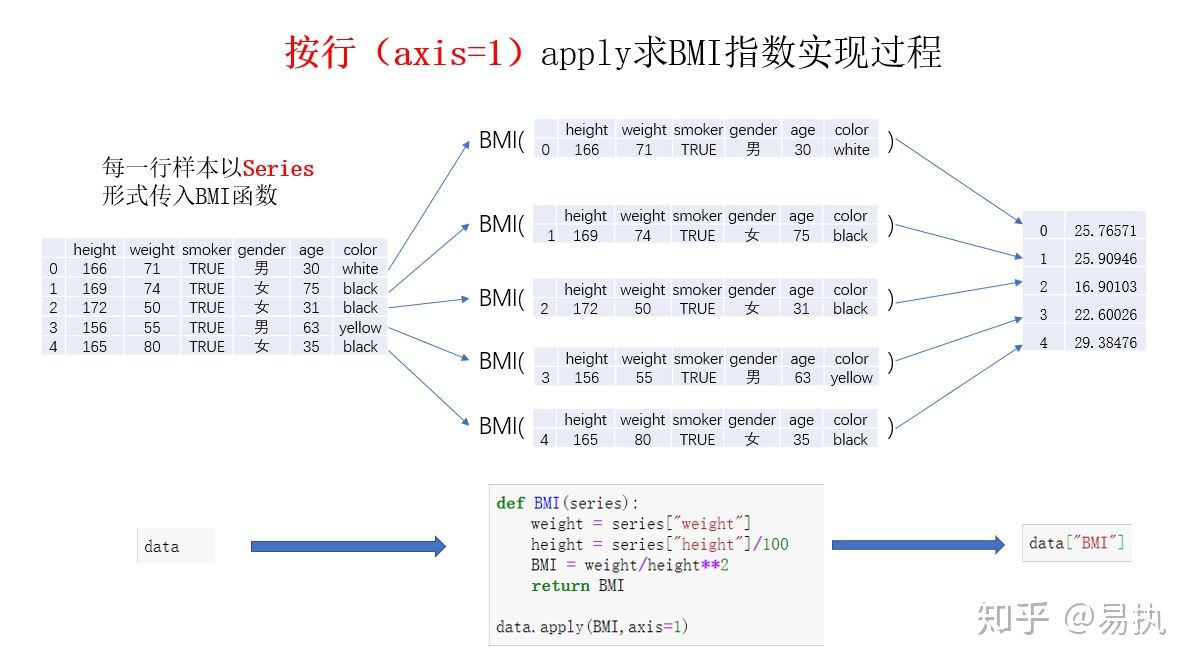 按行（axis=1）apply求BMI指数实现过程
每一行样本以Series
形式传入BMI函数
height weight smoker gender age color
0 166 71 TRUE 男 30 white
1 169 74 TRUE 女 75 black
2 172 50 TRUE 女 31 black
3 156 55 TRUE 男 63 yellow
4 165 80 TRUE 女 35 black
BMI(
height weight smoker gender age color
0 166 71 TRUE 男 30 white
)
BMI(
height weight smoker gender age color
1 169 74 TRUE 女 75 black
)
BMI(
height weight smoker gender age color
2 172 50 TRUE 女 31 black
)
BMI(
height weight smoker gender age color
3 156 55 TRUE 男 63 yellow
)
BMI(
height weight smoker gender age color
4 165 80 TRUE 女 35 black
)
0 25.76571
1 25.90946
2 16.90103
3 22.60026
4 29.38476
data
def BMI(series):
    weight = series["weight"]
    height = series["height"]/100
    BMI = weight/height**2
    return BMI
data.apply(BMI,axis=1)
data["BMI"]
知乎 @易执